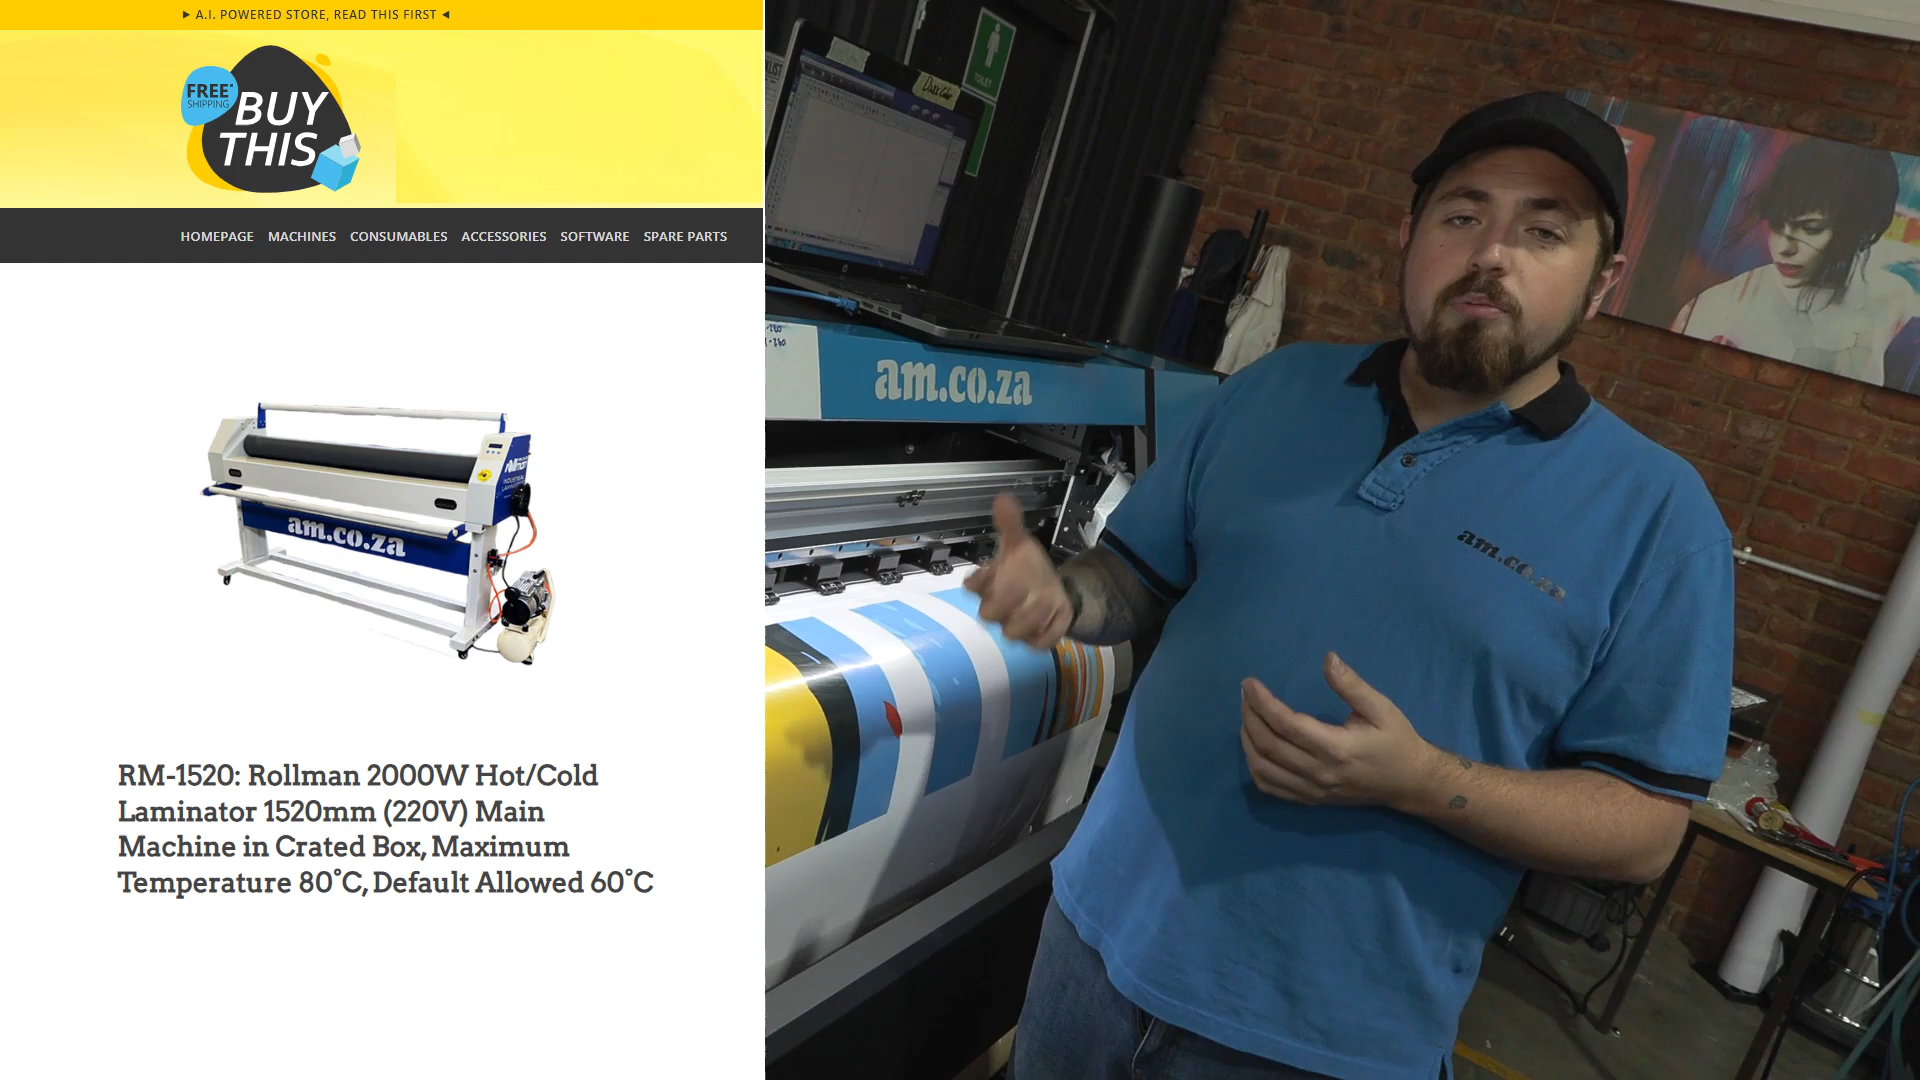 A.I. POWERED STORE, READ THIS FIRST
FREE*
SHIPPING
BUY
THIS
HOMEPAGE MACHINES CONSUMABLES ACCESSORIES SOFTWARE SPARE PARTS
Rollman
am.co.za
RM-1520: Rollman 2000W Hot/Cold
Laminator 1520mm (220V) Main
Machine in Crated Box, Maximum
Temperature 80°C, Default Allowed 60°C
TOILET
am.co.za
am.co.za